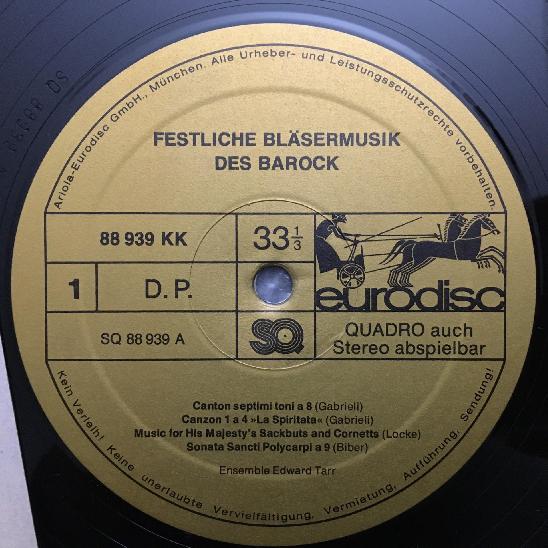 Ariola-Eurodisc GmbH., München. Alle Urheber- und Leistungsschutzrechte vorbehalten.
FESTLICHE BLÄSERMUSIK
DES BAROCK
88 939 KK
33 1/3
1
D.P.
eurodisc
SQ 88 939 A
SQ
QUADRO auch
Stereo abspielbar
Canton septimi toni a 8 (Gabrieli)
Canzon 1 a 4 »La Spiritata« (Gabrieli)
Music for His Majesty's Sackbuts and Cornetts (Locke)
Sonata Sancti Polycarpi a 9 (Biber)
Ensemble Edward Tarr
Kein Verleih! Keine unerlaubte Vervielfältigung, Vermietung, Aufführung, Sendung!